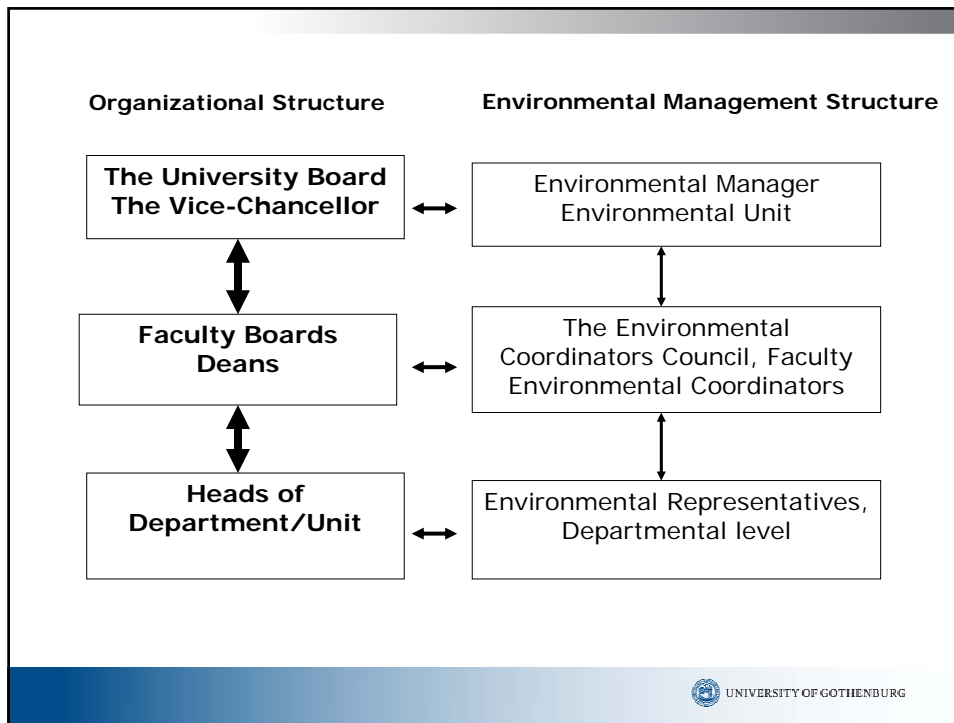 Organizational Structure
Environmental Management Structure
The University Board
The Vice-Chancellor
Environmental Manager
Environmental Unit
Faculty Boards
Deans
The Environmental
Coordinators Council, Faculty
Environmental Coordinators
Heads of
Department/Unit
Environmental Representatives,
Departmental level
UNIVERSITY OF GOTHENBURG